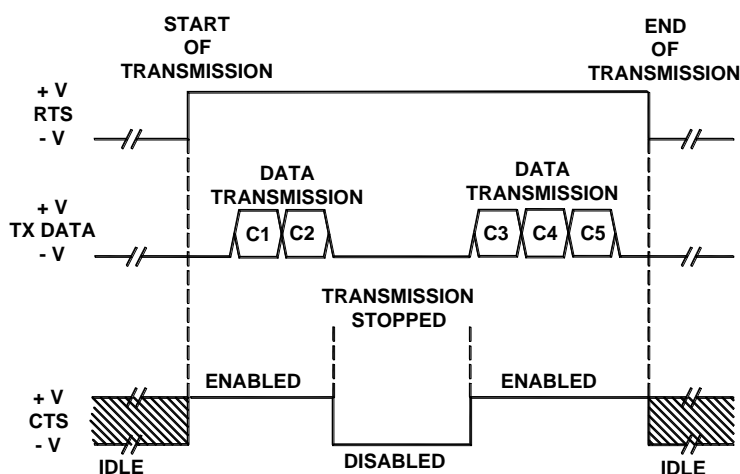 START
OF
TRANSMISSION
END
OF
TRANSMISSION
+ V
RTS
- V
DATA
TRANSMISSION
DATA
TRANSMISSION
+ V
TX DATA
- V
C1 C2 C3 C4 C5
TRANSMISSION
STOPPED
ENABLED ENABLED
+ V
CTS
- V
IDLE DISABLED IDLE